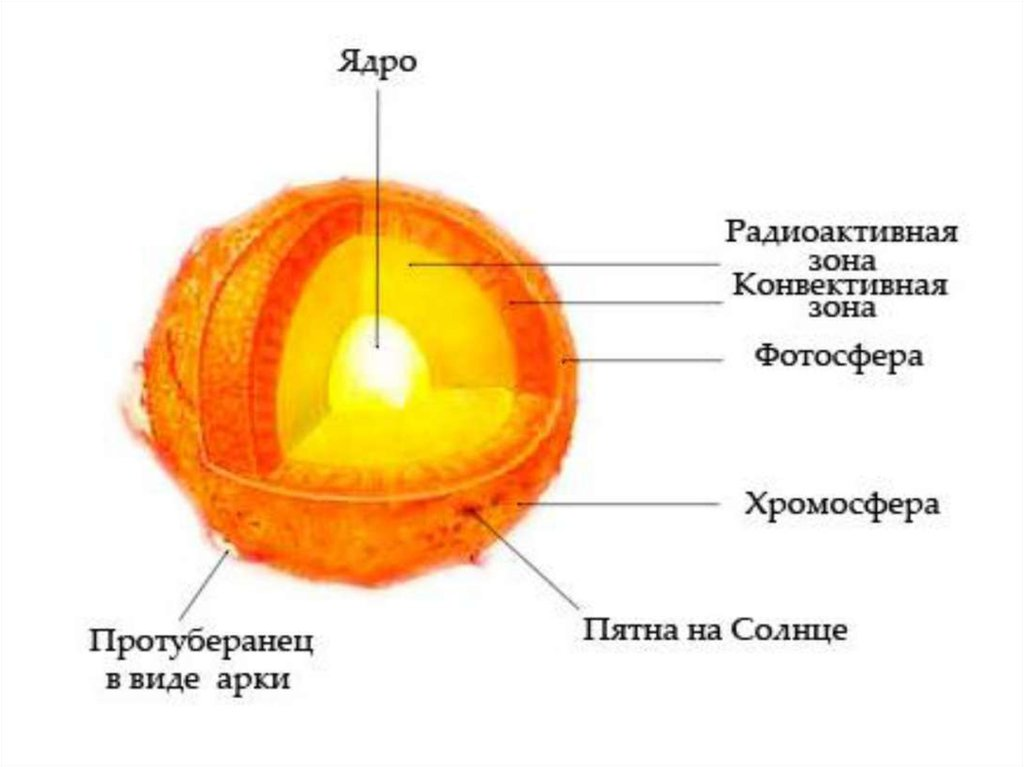 Ядро
Радиоактивная
зона
Конвективная
зона
Фотосфера
Хромосфера
Пятна на Солнце
Протуберанец
в виде арки